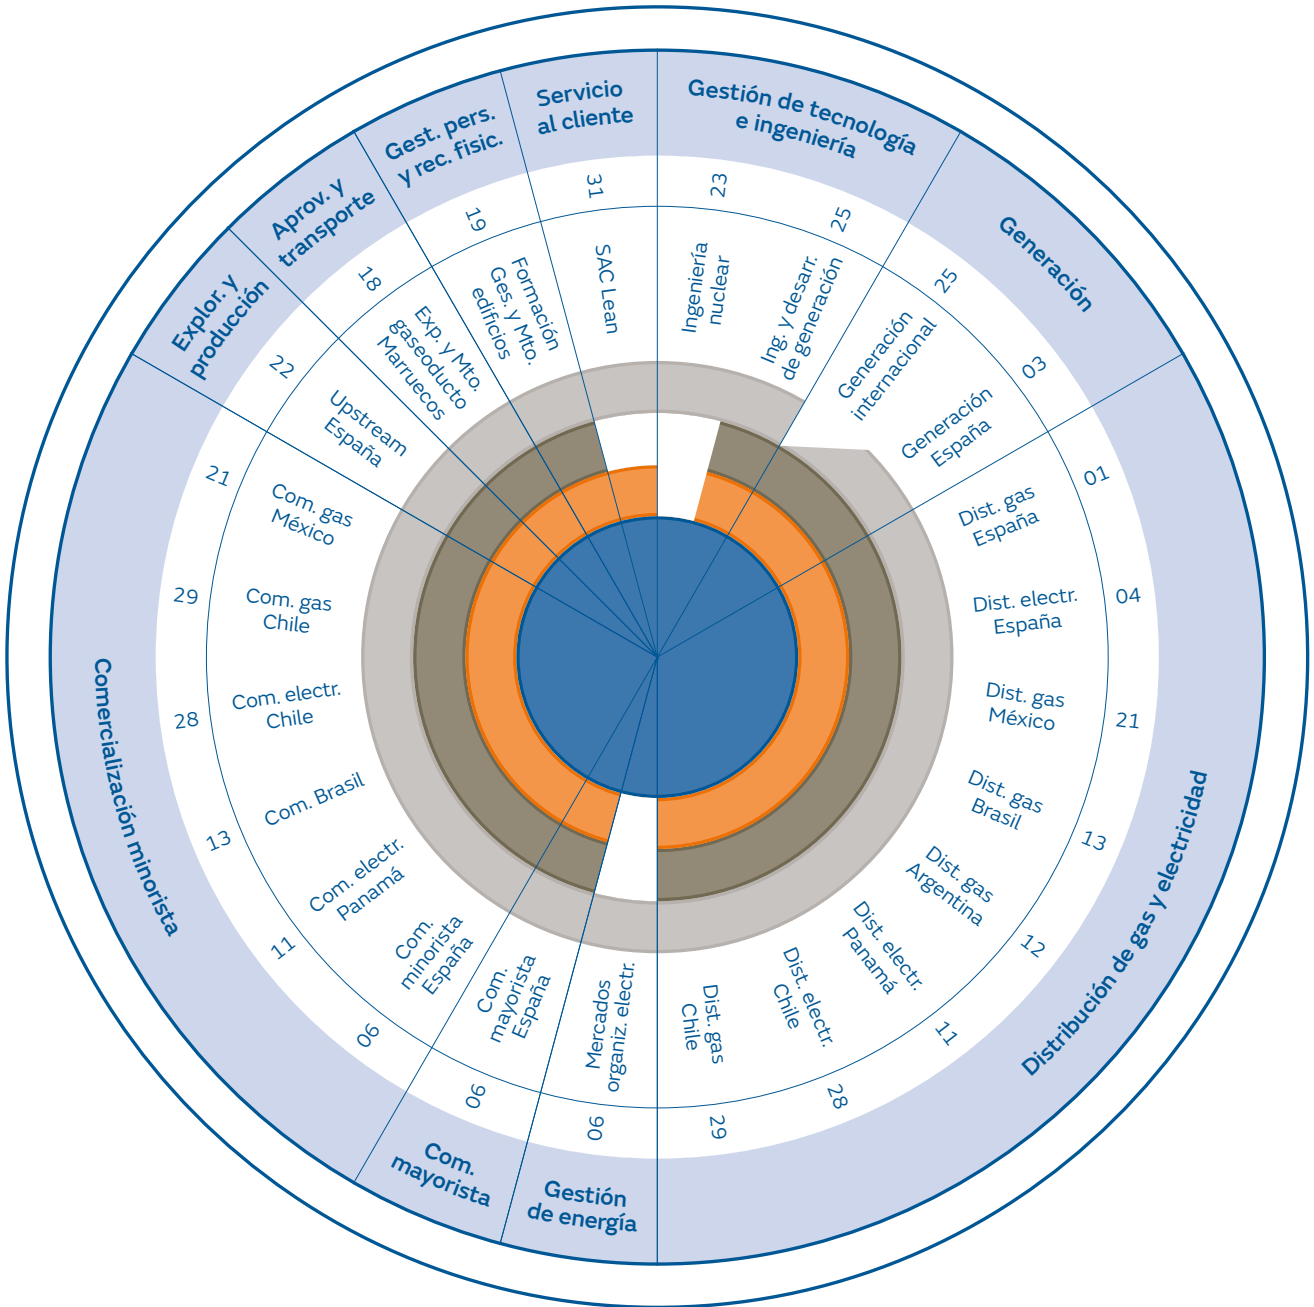 Servicio
al cliente
31
SAC Lean
Gestión de tecnología
e ingeniería
23
Ingeniería
nuclear
25
Ing. y desarr.
de generación
Generación
25
Generación
internacional
03
Generación
España
Distribución de gas y electricidad
01
Dist. gas
España
04
Dist. electr.
España
21
Dist. gas
México
13
Dist. gas
Brasil
12
Dist. gas
Argentina
11
Dist. electr.
Panamá
28
Dist. electr.
Chile
29
Dist. gas
Chile
Gestión
de energía
06
Mercados
organiz. electr.
Com.
mayorista
06
Com.
mayorista
España
Comercialización minorista
06
Com.
minorista
España
11
Com. electr.
Panamá
13
Com. Brasil
28
Com. electr.
Chile
29
Com. gas
Chile
21
Com. gas
México
Explor. y
producción
22
Upstream
España
Aprov. y
transporte
18
Exp. y Mto.
gaseoducto
Marruecos
Gest. pers.
y rec. fisic.
19
Formación
Ges. y Mto.
edificios